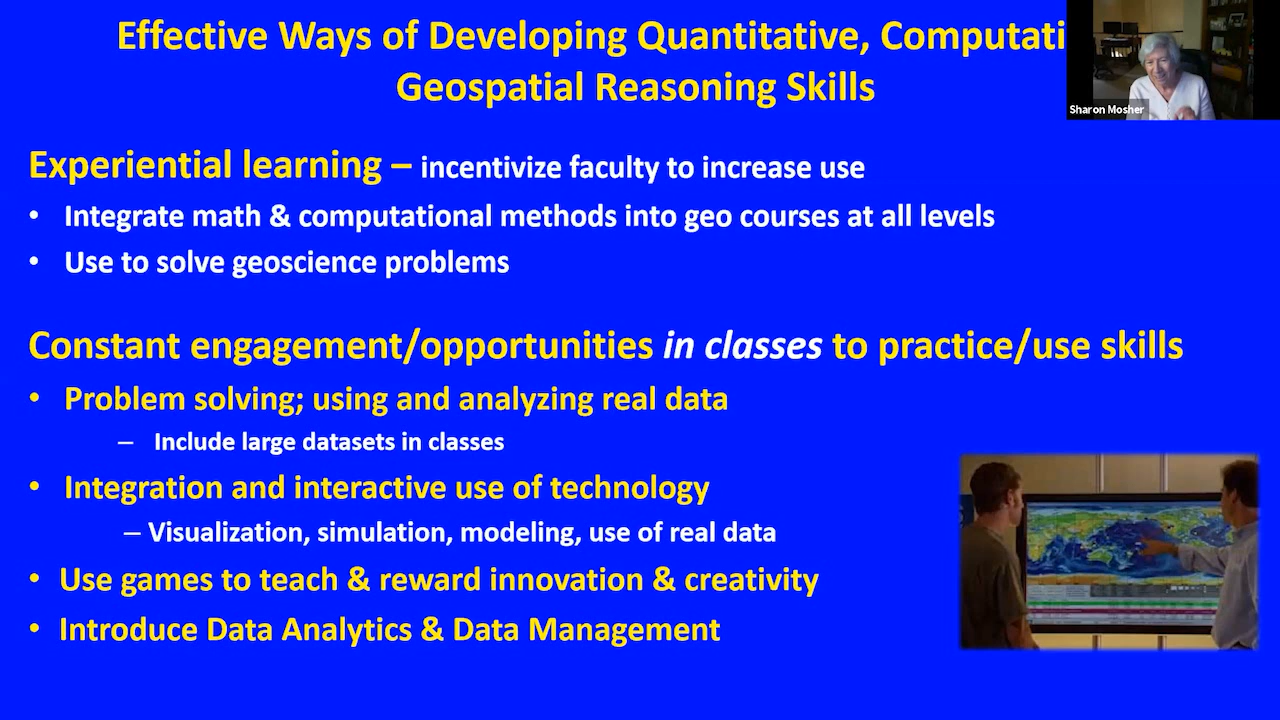 Effective Ways of Developing Quantitative,
Geospatial Reasoning Skills
Sharon Mosher
Experiential learning – incentivize faculty to increase use
• Integrate math & computational methods into geo courses at all levels
• Use to solve geoscience problems
Constant engagement/opportunities in classes to practice/use skills
• Problem solving; using and analyzing real data
– Include large datasets in classes
• Integration and interactive use of technology
– Visualization, simulation, modeling, use of real data
• Use games to teach & reward innovation & creativity
• Introduce Data Analytics & Data Management